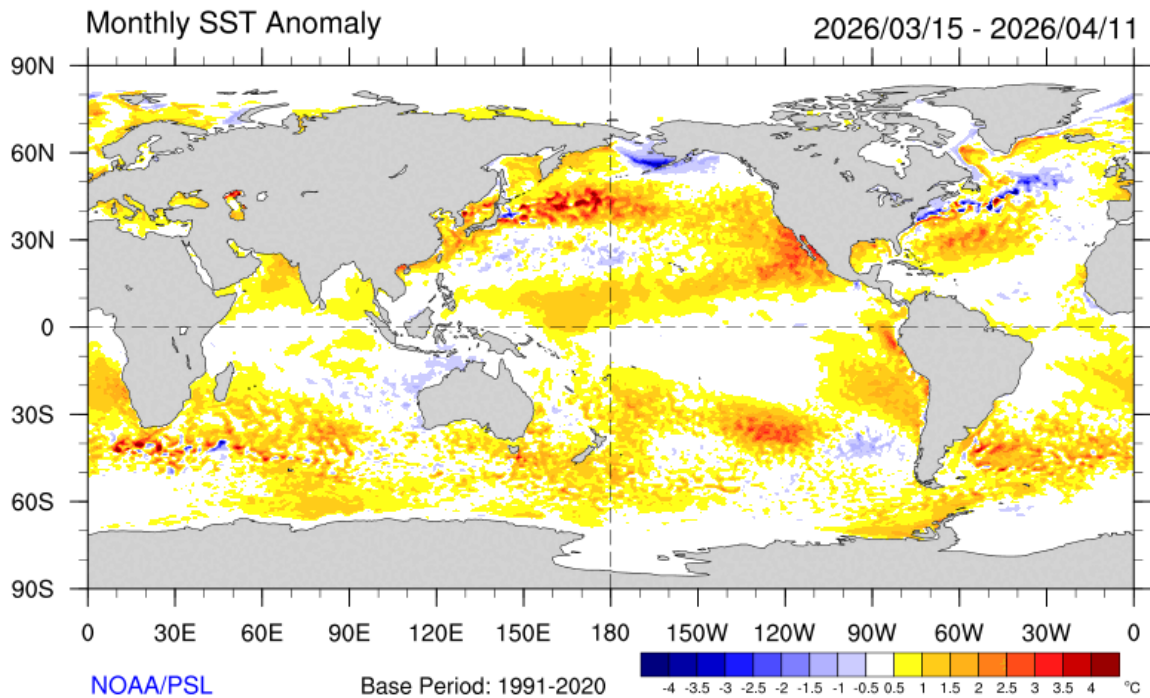 Monthly SST Anomaly
2026/03/15 - 2026/04/11
90N
60N
30N
0
30S
60S
90S
0 30E 60E 90E 120E 150E 180 150W 120W 90W 60W 30W 0
NOAA/PSL
Base Period: 1991-2020
-4 -3.5 -3 -2.5 -2 -1.5 -1 -0.5 0.5 1 1.5 2 2.5 3 3.5 4 °C